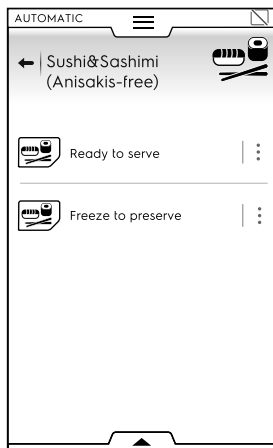 AUTOMATIC
Sushi&Sashimi
(Anisakis-free)
Ready to serve
Freeze to preserve